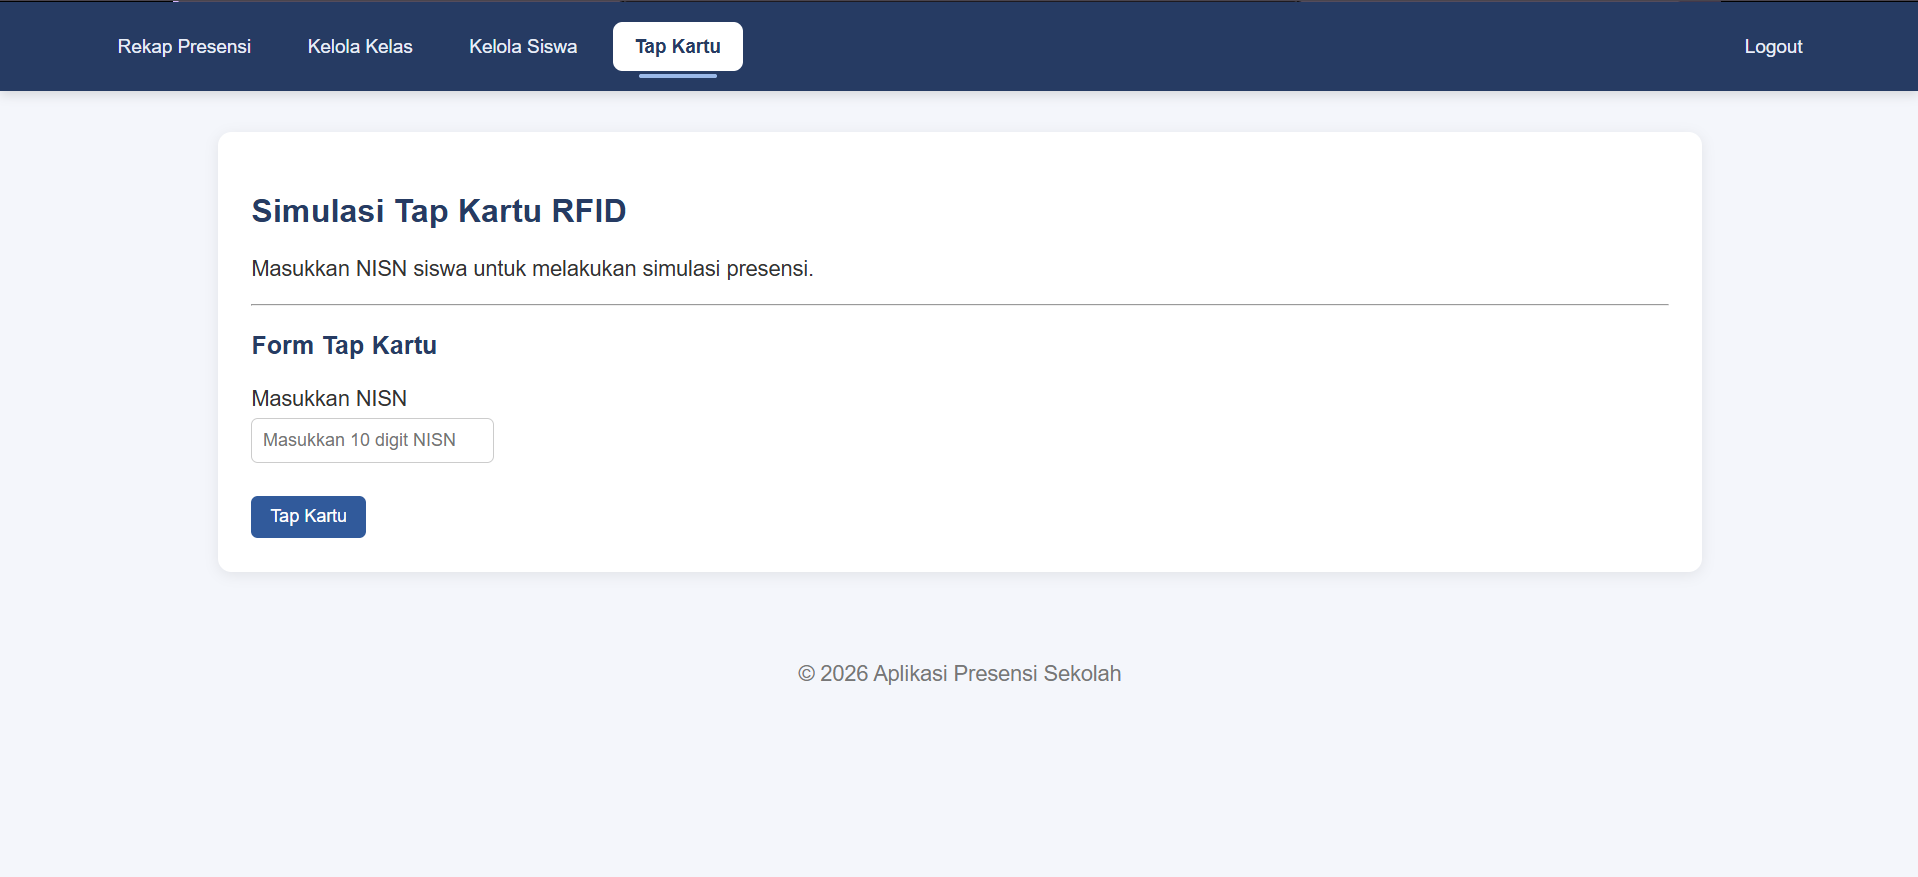 Rekap Presensi Kelola Kelas Kelola Siswa Tap Kartu Logout
Simulasi Tap Kartu RFID
Masukkan NISN siswa untuk melakukan simulasi presensi.
Form Tap Kartu
Masukkan NISN
Masukkan 10 digit NISN
Tap Kartu
© 2026 Aplikasi Presensi Sekolah